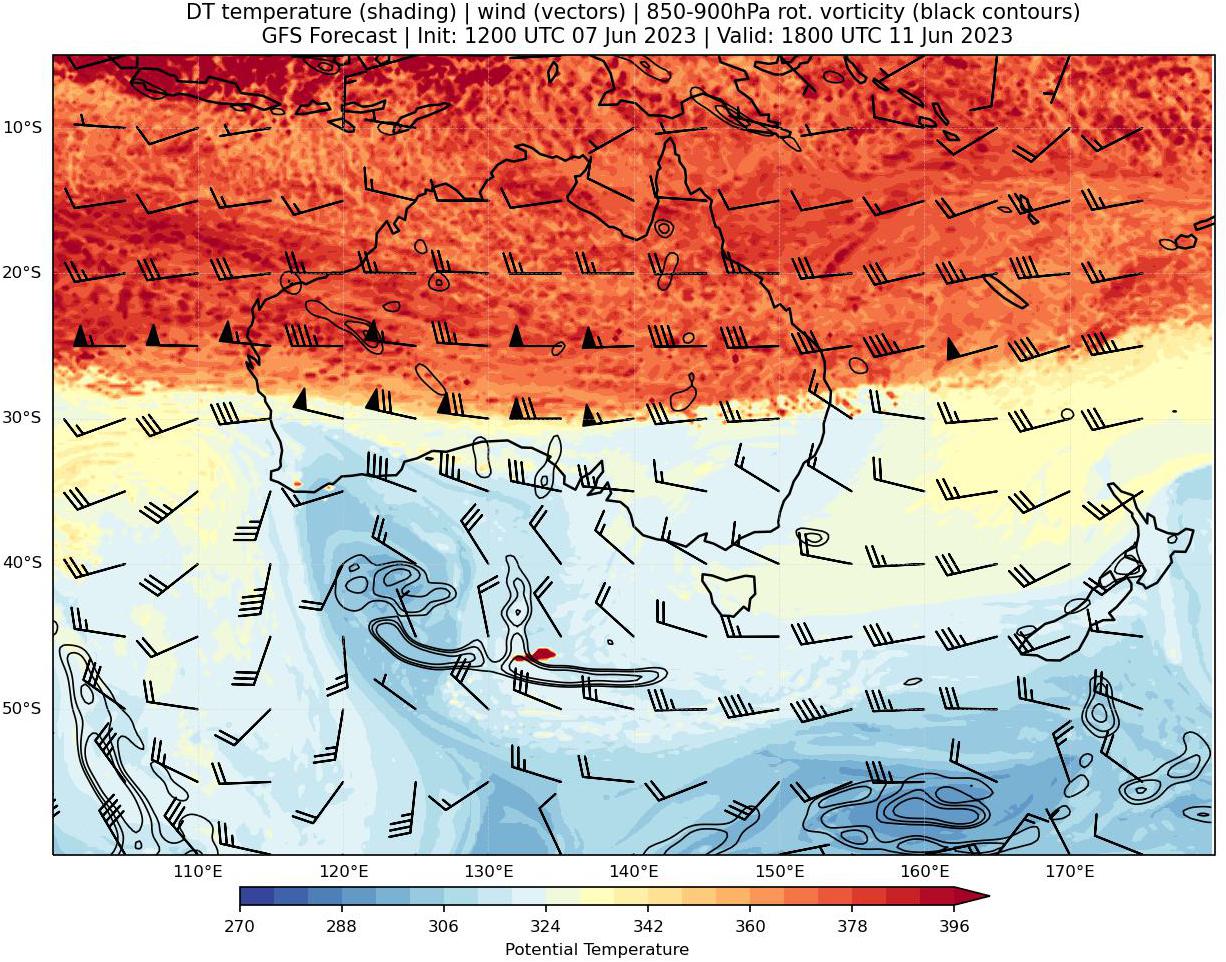 DT temperature (shading) | wind (vectors) | 850-900hPa rot. vorticity (black contours)
GFS Forecast | Init: 1200 UTC 07 Jun 2023 | Valid: 1800 UTC 11 Jun 2023
10°S
20°S
30°S
40°S
50°S
110°E 120°E 130°E 140°E 150°E 160°E 170°E
270 288 306 324 342 360 378 396
Potential Temperature